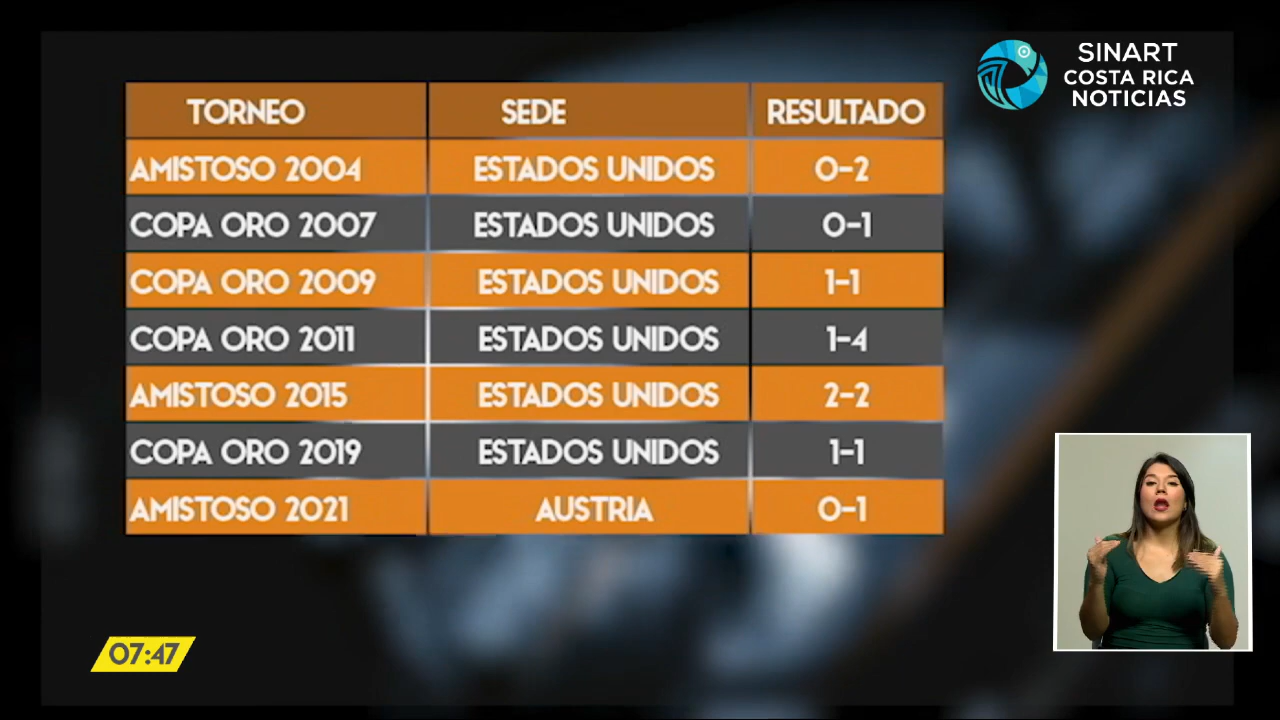 SINART
COSTA RICA
NOTICIAS
TORNEO SEDE RESULTADO
AMISTOSO 2004 ESTADOS UNIDOS 0-2
COPA ORO 2007 ESTADOS UNIDOS 0-1
COPA ORO 2009 ESTADOS UNIDOS 1-1
COPA ORO 2011 ESTADOS UNIDOS 1-4
AMISTOSO 2015 ESTADOS UNIDOS 2-2
COPA ORO 2019 ESTADOS UNIDOS 1-1
AMISTOSO 2021 AUSTRIA 0-1
07:47